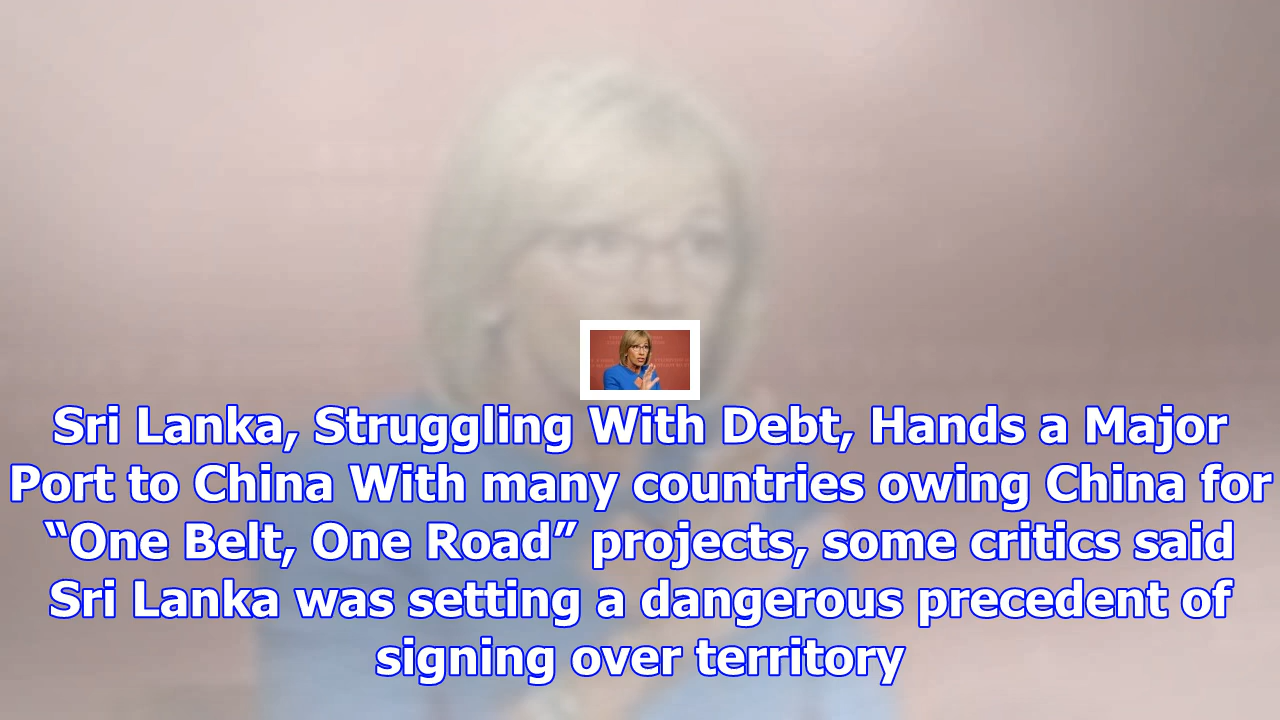 Sri Lanka, Struggling With Debt, Hands a Major
Port to China With many countries owing China for
“One Belt, One Road” projects, some critics said
Sri Lanka was setting a dangerous precedent of
signing over territory